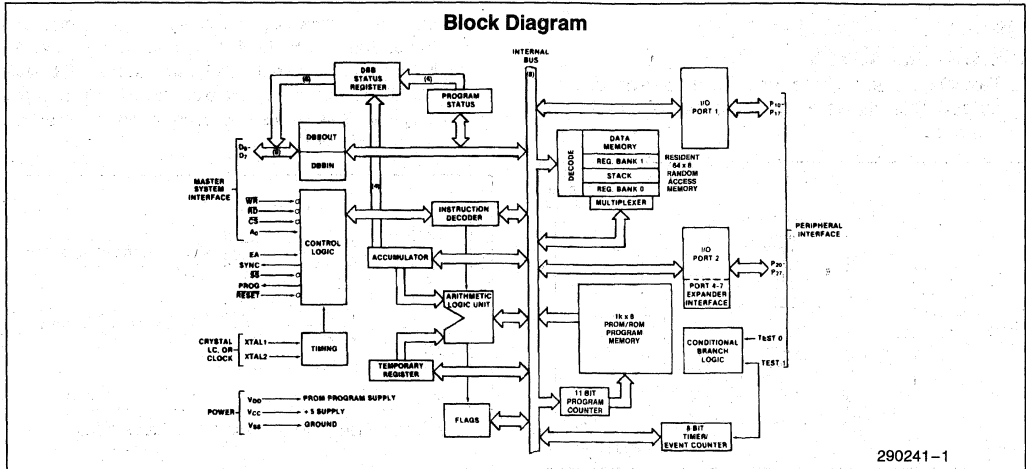 Block Diagram
INTERNAL
BUS
(8)
DBB
STATUS
REGISTER
(4)
PROGRAM
STATUS
DBBOUT
DBBIN
D0-
D7
(8)
MASTER
SYSTEM
INTERFACE
WR
RD
CS
A0
CONTROL
LOGIC
EA
SYNC
SS
PROG
RESET
(4)
INSTRUCTION
DECODER
ACCUMULATOR
ARITHMETIC
LOGIC UNIT
CRYSTAL
LC, OR
CLOCK
XTAL1
XTAL2
TIMING
TEMPORARY
REGISTER
FLAGS
POWER
VDD
PROM PROGRAM SUPPLY
VCC
+ 5 SUPPLY
VSS
GROUND
I/O
PORT 1
P10-
P17
DECODE
DATA
MEMORY
REG. BANK 1
STACK
REG. BANK 0
MULTIPLEXER
RESIDENT
64 x 8
RANDOM
ACCESS
MEMORY
PERIPHERAL
INTERFACE
I/O
PORT 2
PORT 4-7
EXPANDER
INTERFACE
P20-
P27
1k x 8
PROM/ROM
PROGRAM
MEMORY
CONDITIONAL
BRANCH
LOGIC
TEST 0
TEST 1
11 BIT
PROGRAM
COUNTER
8 BIT
TIMER/
EVENT COUNTER
290241–1